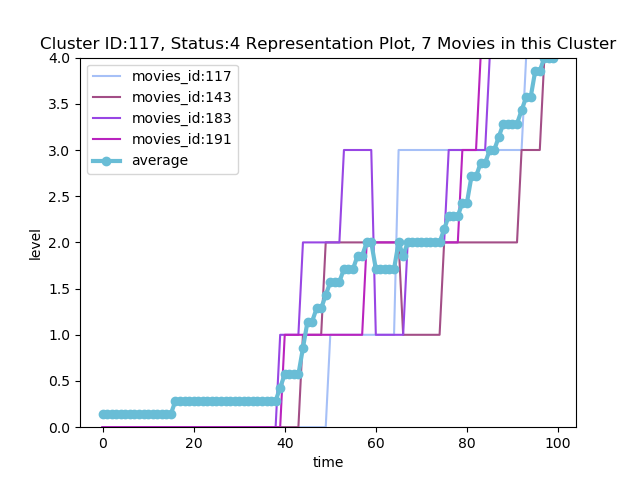 Cluster ID:117, Status:4 Representation Plot, 7 Movies in this Cluster
4.0
3.5
3.0
2.5
2.0
1.5
1.0
0.5
0.0
level
movies_id:117
movies_id:143
movies_id:183
movies_id:191
average
0 20 40 60 80 100
time